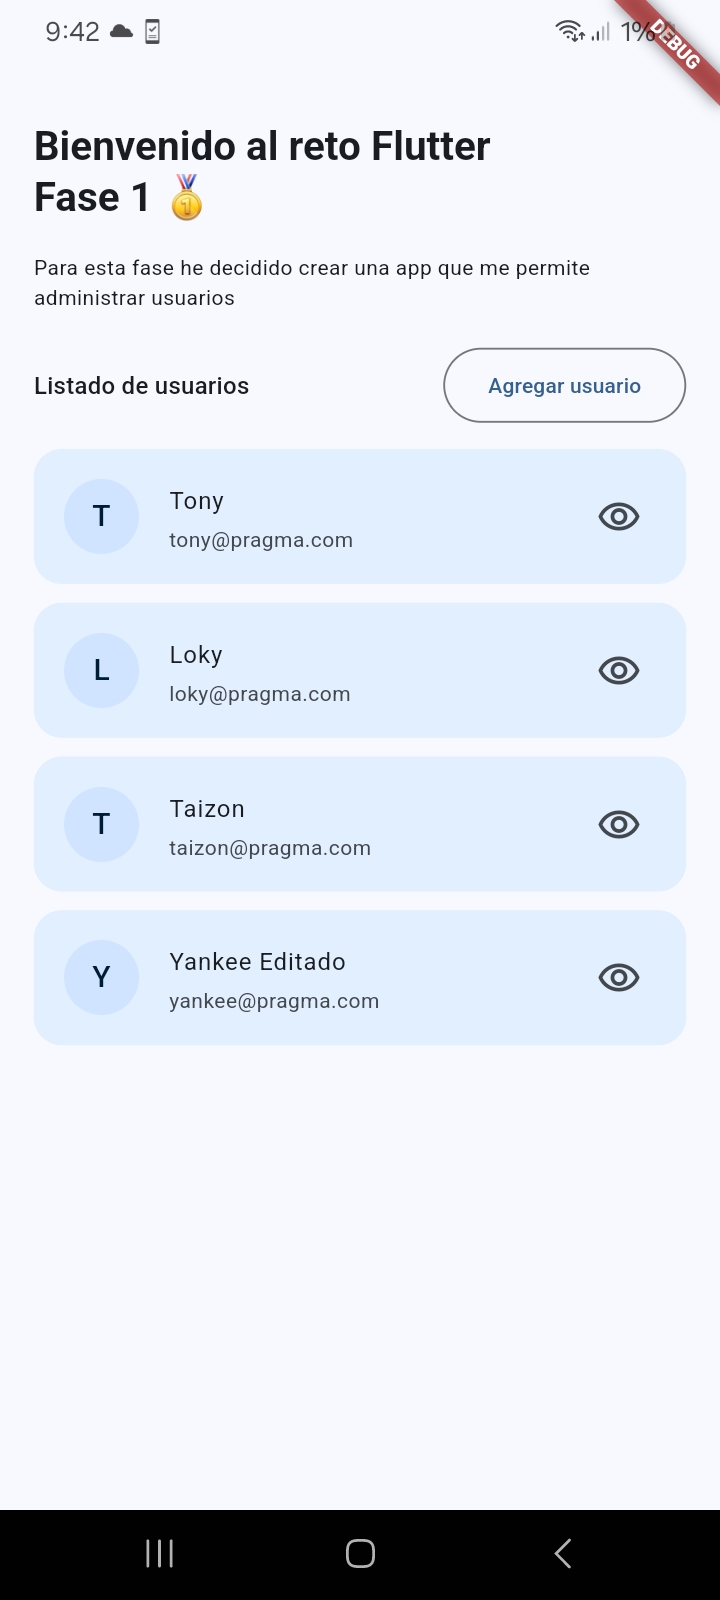 9:42
1%
DEBUG
Bienvenido al reto Flutter
Fase 1 🥇
Para esta fase he decidido crear una app que me permite
administrar usuarios
Listado de usuarios
Agregar usuario
T
Tony
tony@pragma.com
L
Loky
loky@pragma.com
T
Taizon
taizon@pragma.com
Y
Yankee Editado
yankee@pragma.com